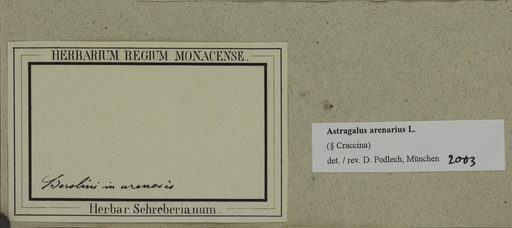 HERBARIUM REGIUM MONACENSE.
Berolini in arenosis
Herbar. Schreberianum.
Astragalus arenarius L.
(§ Craccina)
det. / rev. D. Podlech, München 2003